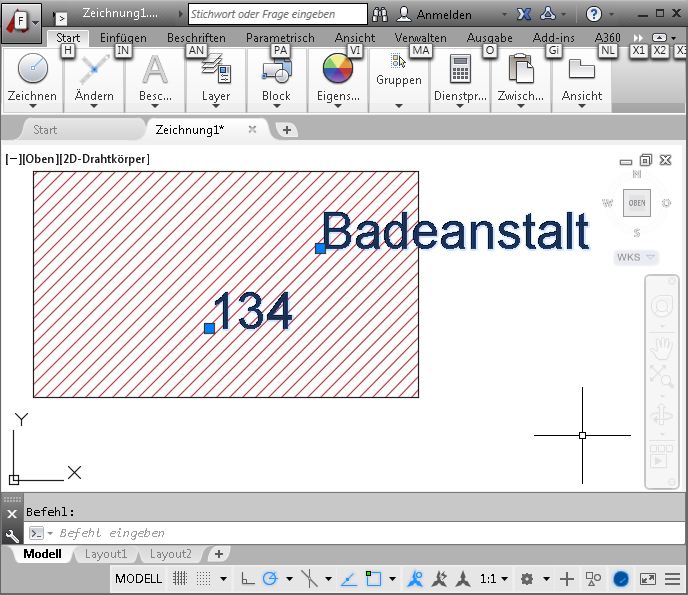 F Zeichnung1.... Stichwort oder Frage eingeben Anmelden ?
Start Einfügen Beschriften Parametrisch Ansicht Verwalten Ausgabe Add-ins A360
H IN AN PA VI MA O Gi NL X1 X2 X3
A
Zeichnen Ändern Besc... Layer Block Eigens... Gruppen Dienstpr... Zwisch... Ansicht
Start Zeichnung1*
[−][Oben][2D-Drahtkörper]
N
W OBEN O
S
WKS
Badeanstalt
134
Y
X
Befehl:
Befehl eingeben
Modell Layout1 Layout2 +
MODELL 1:1